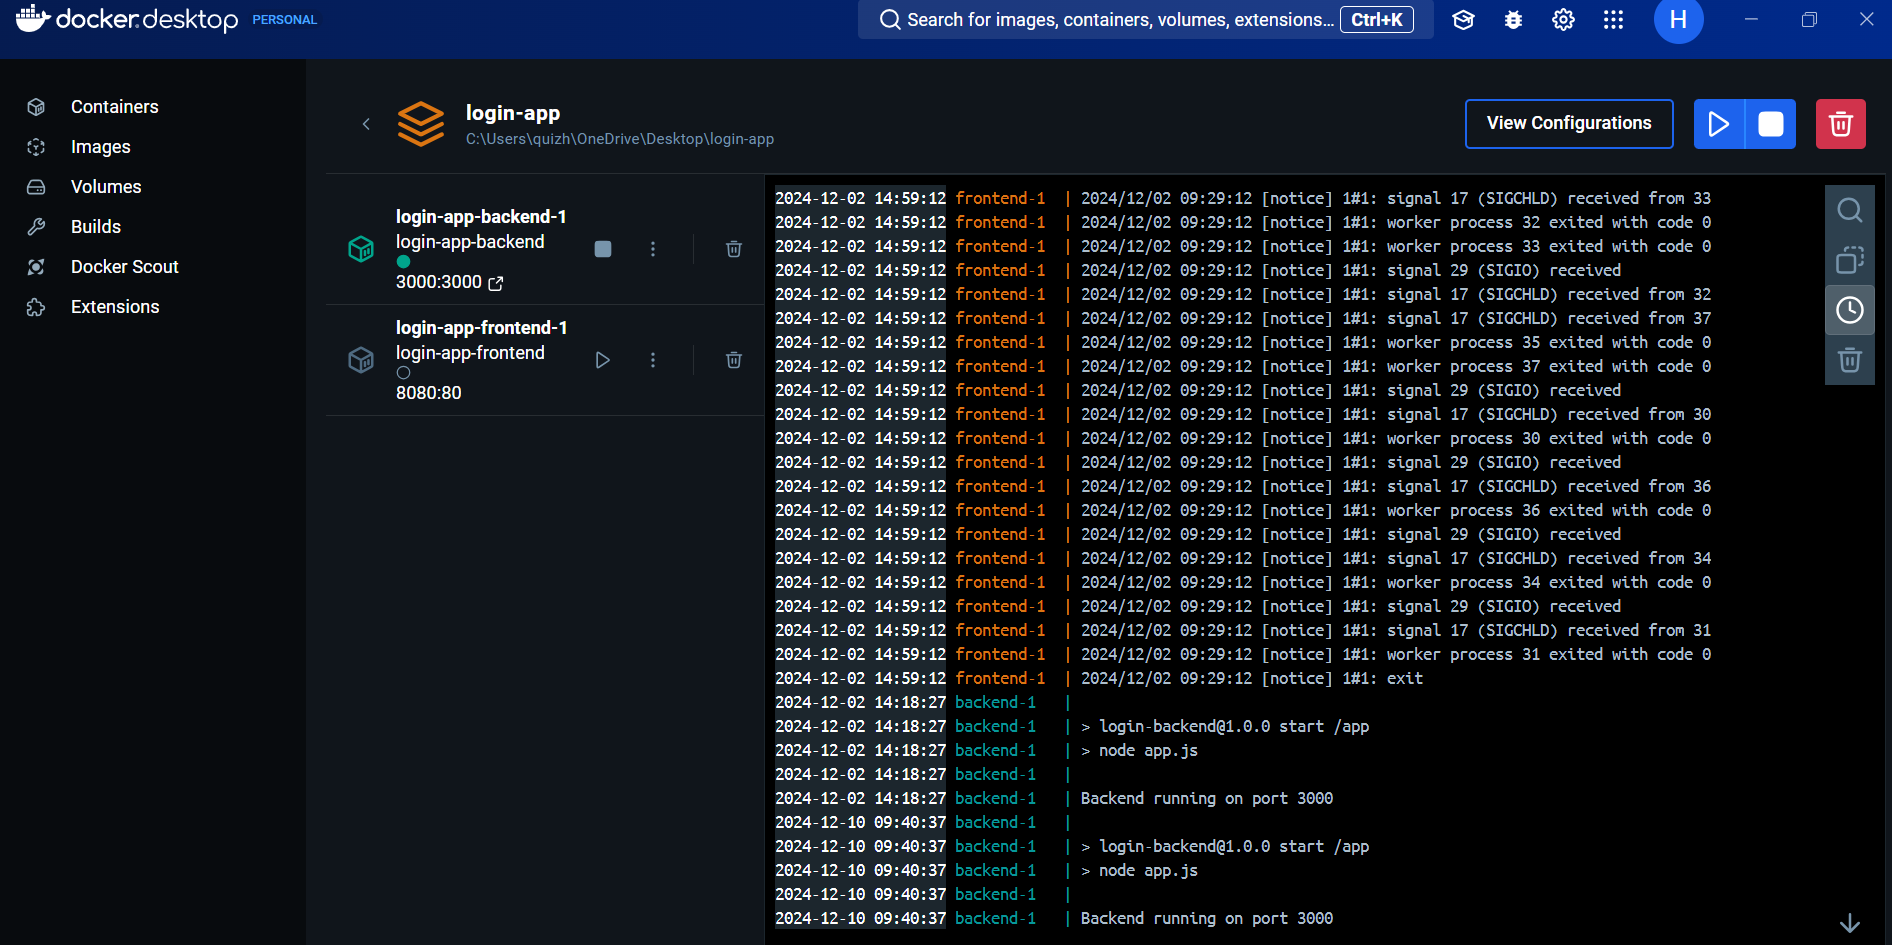 docker.desktop PERSONAL
Search for images, containers, volumes, extensions... Ctrl+K
H
Containers
Images
Volumes
Builds
Docker Scout
Extensions
login-app
C:\Users\quizh\OneDrive\Desktop\login-app
View Configurations
login-app-backend-1
login-app-backend
3000:3000
login-app-frontend-1
login-app-frontend
8080:80
2024-12-02 14:59:12 frontend-1 | 2024/12/02 09:29:12 [notice] 1#1: signal 17 (SIGCHLD) received from 33
2024-12-02 14:59:12 frontend-1 | 2024/12/02 09:29:12 [notice] 1#1: worker process 32 exited with code 0
2024-12-02 14:59:12 frontend-1 | 2024/12/02 09:29:12 [notice] 1#1: worker process 33 exited with code 0
2024-12-02 14:59:12 frontend-1 | 2024/12/02 09:29:12 [notice] 1#1: signal 29 (SIGIO) received
2024-12-02 14:59:12 frontend-1 | 2024/12/02 09:29:12 [notice] 1#1: signal 17 (SIGCHLD) received from 32
2024-12-02 14:59:12 frontend-1 | 2024/12/02 09:29:12 [notice] 1#1: signal 17 (SIGCHLD) received from 37
2024-12-02 14:59:12 frontend-1 | 2024/12/02 09:29:12 [notice] 1#1: worker process 35 exited with code 0
2024-12-02 14:59:12 frontend-1 | 2024/12/02 09:29:12 [notice] 1#1: worker process 37 exited with code 0
2024-12-02 14:59:12 frontend-1 | 2024/12/02 09:29:12 [notice] 1#1: signal 29 (SIGIO) received
2024-12-02 14:59:12 frontend-1 | 2024/12/02 09:29:12 [notice] 1#1: signal 17 (SIGCHLD) received from 30
2024-12-02 14:59:12 frontend-1 | 2024/12/02 09:29:12 [notice] 1#1: worker process 30 exited with code 0
2024-12-02 14:59:12 frontend-1 | 2024/12/02 09:29:12 [notice] 1#1: signal 29 (SIGIO) received
2024-12-02 14:59:12 frontend-1 | 2024/12/02 09:29:12 [notice] 1#1: signal 17 (SIGCHLD) received from 36
2024-12-02 14:59:12 frontend-1 | 2024/12/02 09:29:12 [notice] 1#1: worker process 36 exited with code 0
2024-12-02 14:59:12 frontend-1 | 2024/12/02 09:29:12 [notice] 1#1: signal 29 (SIGIO) received
2024-12-02 14:59:12 frontend-1 | 2024/12/02 09:29:12 [notice] 1#1: signal 17 (SIGCHLD) received from 34
2024-12-02 14:59:12 frontend-1 | 2024/12/02 09:29:12 [notice] 1#1: worker process 34 exited with code 0
2024-12-02 14:59:12 frontend-1 | 2024/12/02 09:29:12 [notice] 1#1: signal 29 (SIGIO) received
2024-12-02 14:59:12 frontend-1 | 2024/12/02 09:29:12 [notice] 1#1: signal 17 (SIGCHLD) received from 31
2024-12-02 14:59:12 frontend-1 | 2024/12/02 09:29:12 [notice] 1#1: worker process 31 exited with code 0
2024-12-02 14:59:12 frontend-1 | 2024/12/02 09:29:12 [notice] 1#1: exit
2024-12-02 14:18:27 backend-1 |
2024-12-02 14:18:27 backend-1 | > login-backend@1.0.0 start /app
2024-12-02 14:18:27 backend-1 | > node app.js
2024-12-02 14:18:27 backend-1 |
2024-12-02 14:18:27 backend-1 | Backend running on port 3000
2024-12-10 09:40:37 backend-1 |
2024-12-10 09:40:37 backend-1 | > login-backend@1.0.0 start /app
2024-12-10 09:40:37 backend-1 | > node app.js
2024-12-10 09:40:37 backend-1 |
2024-12-10 09:40:37 backend-1 | Backend running on port 3000